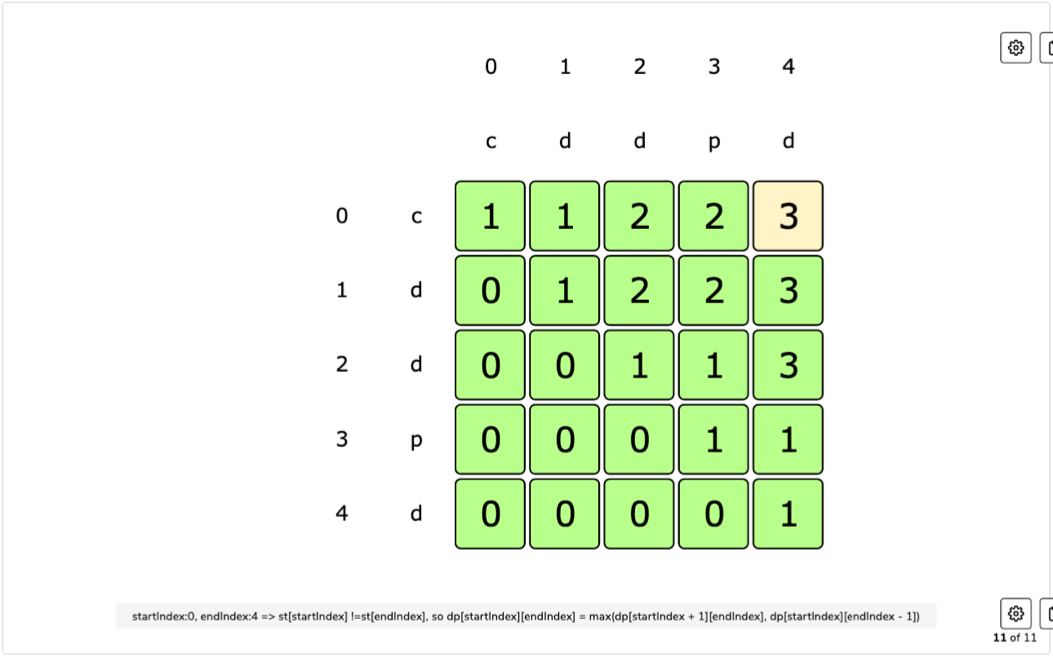 0 1 2 3 4
c d d p d
0 c 1 1 2 2 3
1 d 0 1 2 2 3
2 d 0 0 1 1 3
3 p 0 0 0 1 1
4 d 0 0 0 0 1
startIndex:0, endIndex:4 => st[startIndex] !=st[endIndex], so dp[startIndex][endIndex] = max(dp[startIndex + 1][endIndex], dp[startIndex][endIndex - 1])
11 of 11